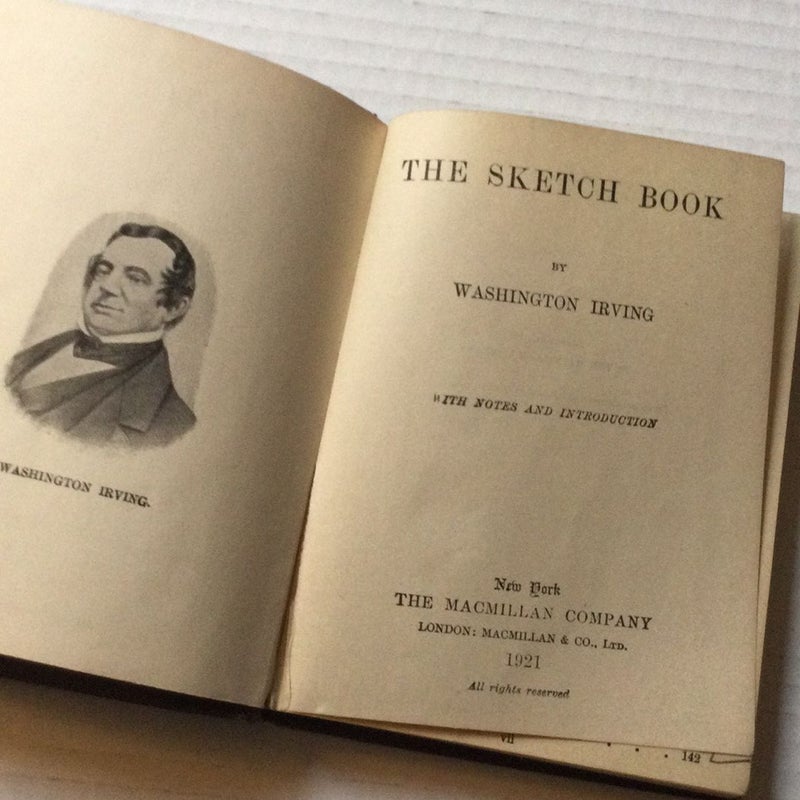 WASHINGTON IRVING.
THE SKETCH BOOK
BY
WASHINGTON IRVING
WITH NOTES AND INTRODUCTION
New York
THE MACMILLAN COMPANY
LONDON: MACMILLAN & CO., LTD.
1921
All rights reserved
vii
. . . 142